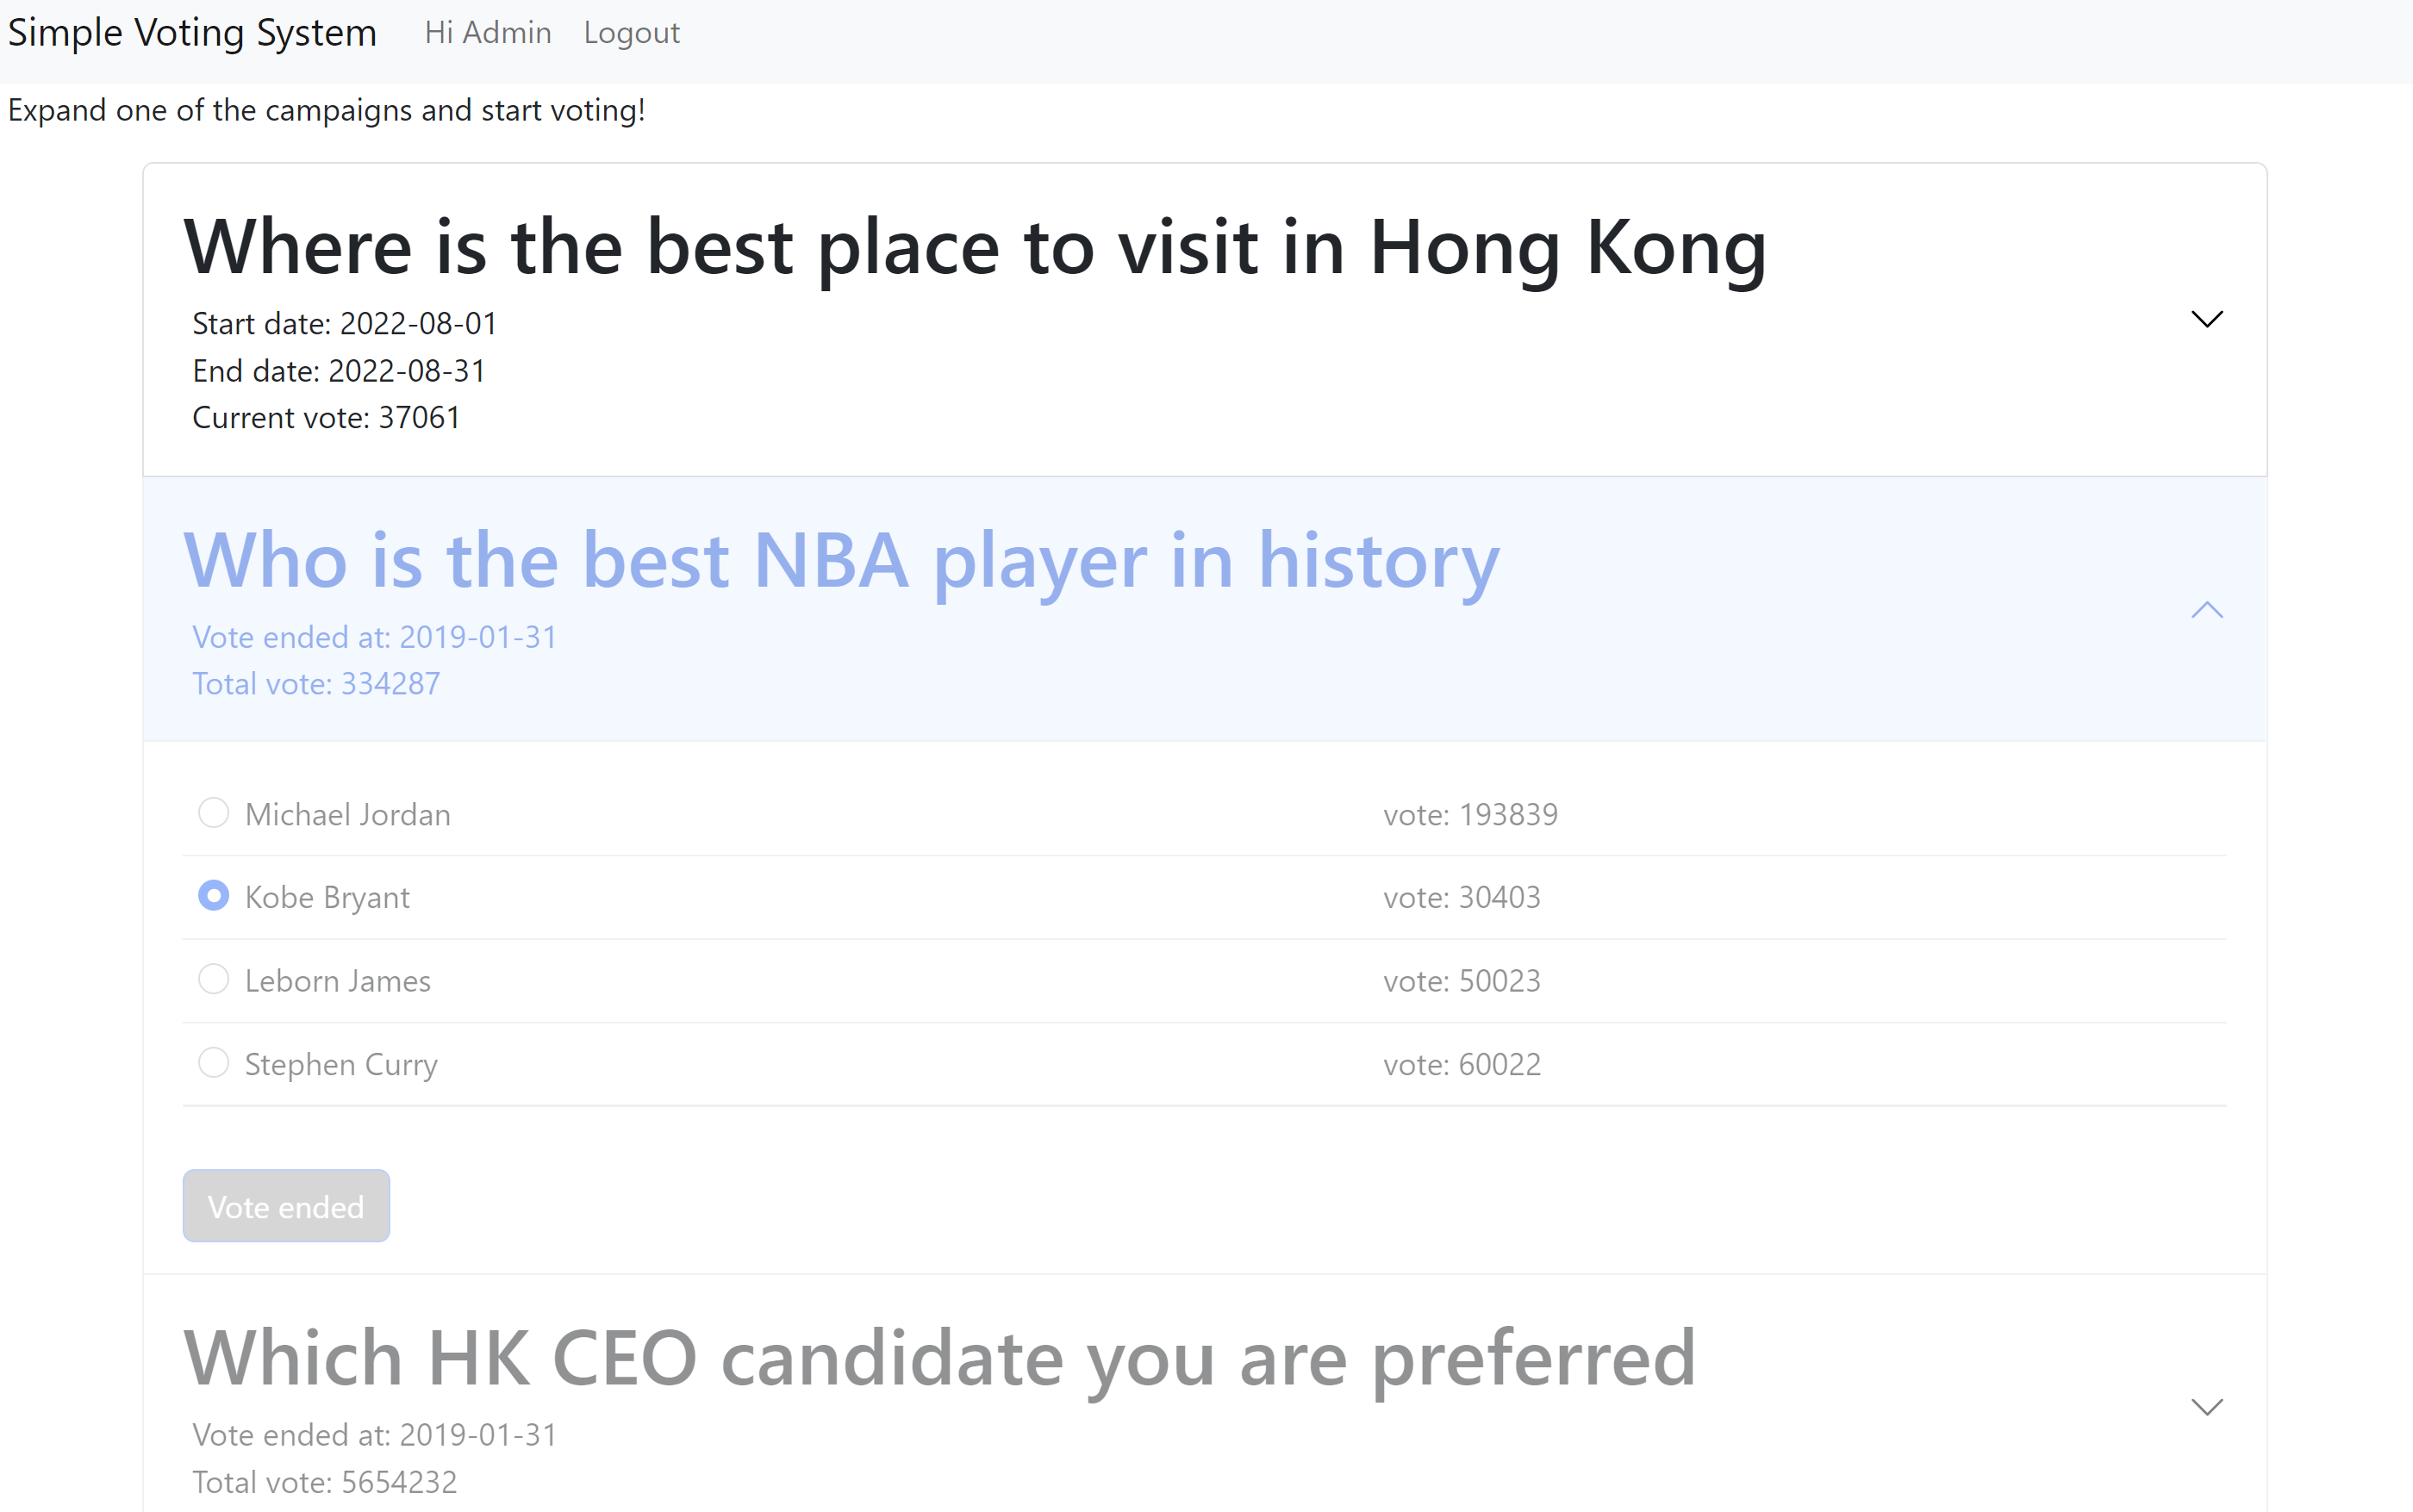 Simple Voting System Hi Admin Logout
Expand one of the campaigns and start voting!
Where is the best place to visit in Hong Kong
Start date: 2022-08-01
End date: 2022-08-31
Current vote: 37061
Who is the best NBA player in history
Vote ended at: 2019-01-31
Total vote: 334287
Michael Jordan vote: 193839
Kobe Bryant vote: 30403
Leborn James vote: 50023
Stephen Curry vote: 60022
Vote ended
Which HK CEO candidate you are preferred
Vote ended at: 2019-01-31
Total vote: 5654232